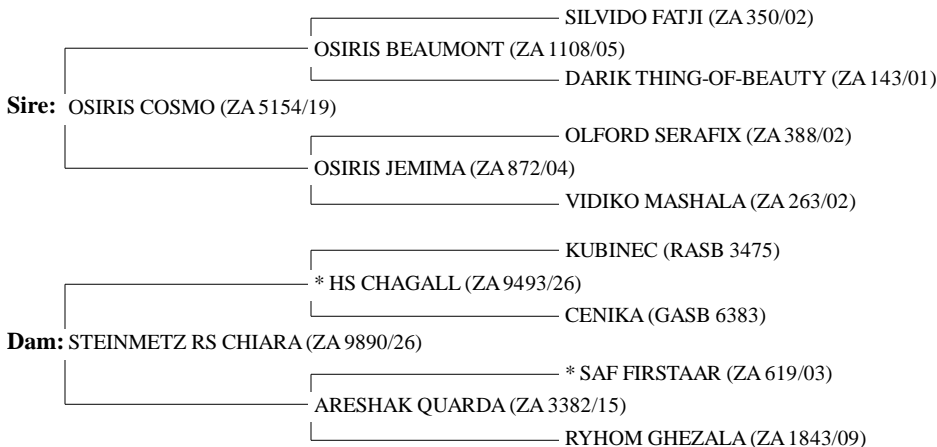 SILVIDO FATJI (ZA 350/02)
OSIRIS BEAUMONT (ZA 1108/05)
DARIK THING-OF-BEAUTY (ZA 143/01)
Sire: OSIRIS COSMO (ZA 5154/19)
OLFORD SERAFIX (ZA 388/02)
OSIRIS JEMIMA (ZA 872/04)
VIDIKO MASHALA (ZA 263/02)
KUBINEC (RASB 3475)
* HS CHAGALL (ZA 9493/26)
CENIKA (GASB 6383)
Dam: STEINMETZ RS CHIARA (ZA 9890/26)
* SAF FIRSTAAR (ZA 619/03)
ARESHAK QUARDA (ZA 3382/15)
RYHOM GHEZALA (ZA 1843/09)